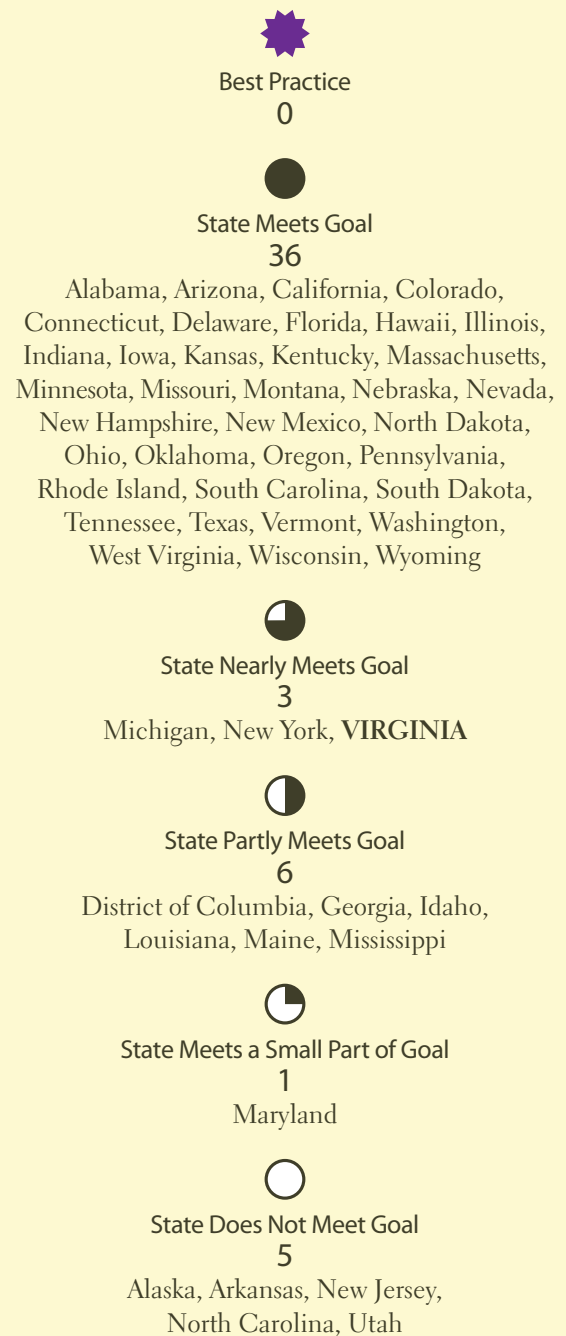 Best Practice
0
State Meets Goal
36
Alabama, Arizona, California, Colorado,
Connecticut, Delaware, Florida, Hawaii, Illinois,
Indiana, Iowa, Kansas, Kentucky, Massachusetts,
Minnesota, Missouri, Montana, Nebraska, Nevada,
New Hampshire, New Mexico, North Dakota,
Ohio, Oklahoma, Oregon, Pennsylvania,
Rhode Island, South Carolina, South Dakota,
Tennessee, Texas, Vermont, Washington,
West Virginia, Wisconsin, Wyoming
State Nearly Meets Goal
3
Michigan, New York, VIRGINIA
State Partly Meets Goal
6
District of Columbia, Georgia, Idaho,
Louisiana, Maine, Mississippi
State Meets a Small Part of Goal
1
Maryland
State Does Not Meet Goal
5
Alaska, Arkansas, New Jersey,
North Carolina, Utah